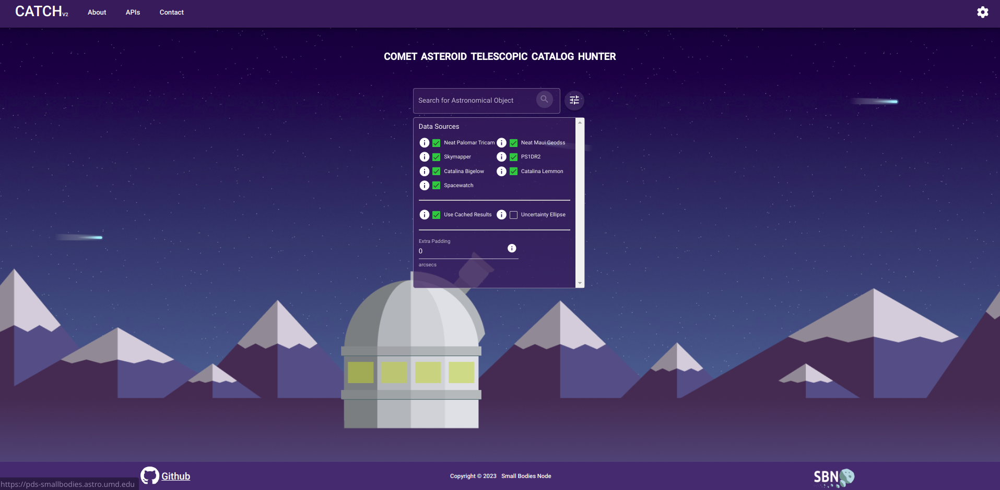 CATCHV2 About APIs Contact
COMET ASTEROID TELESCOPIC CATALOG HUNTER
Search for Astronomical Object
Data Sources
Neat Palomar Tricam Neat Maui Geodss
Skymapper PS1DR2
Catalina Bigelow Catalina Lemmon
Spacewatch
Use Cached Results Uncertainty Ellipse
Extra Padding
0
arcsecs
Github Copyright © 2023 Small Bodies Node SBN
https://pds-smallbodies.astro.umd.edu